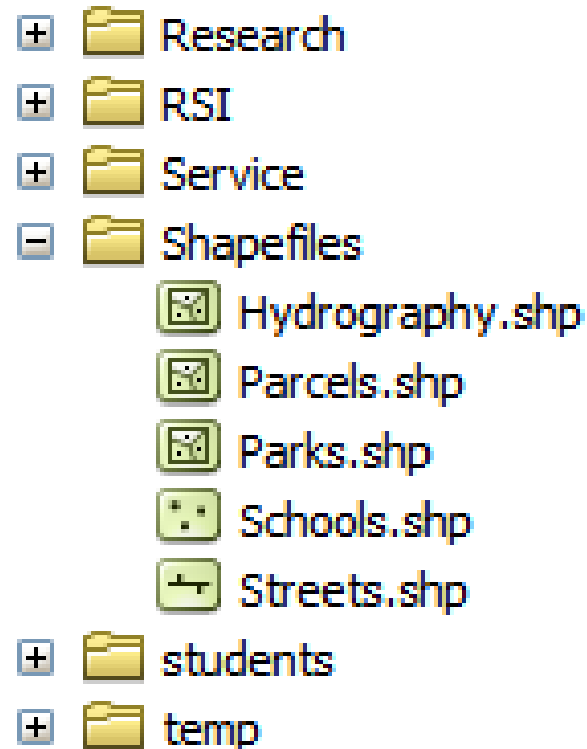 Research
RSI
Service
Shapefiles
Hydrography.shp
Parcels.shp
Parks.shp
Schools.shp
Streets.shp
students
temp